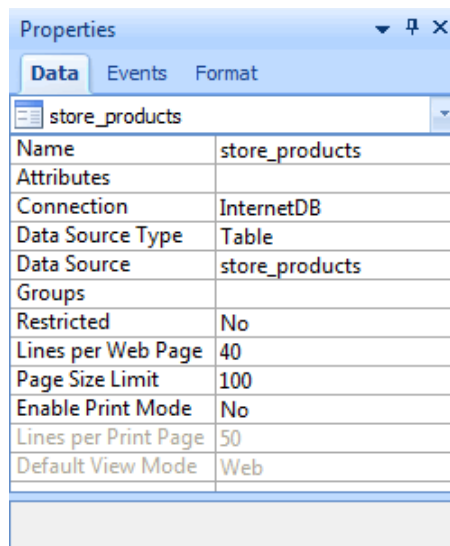 Properties
Data Events Format
store_products
Name store_products
Attributes
Connection InternetDB
Data Source Type Table
Data Source store_products
Groups
Restricted No
Lines per Web Page 40
Page Size Limit 100
Enable Print Mode No
Lines per Print Page 50
Default View Mode Web